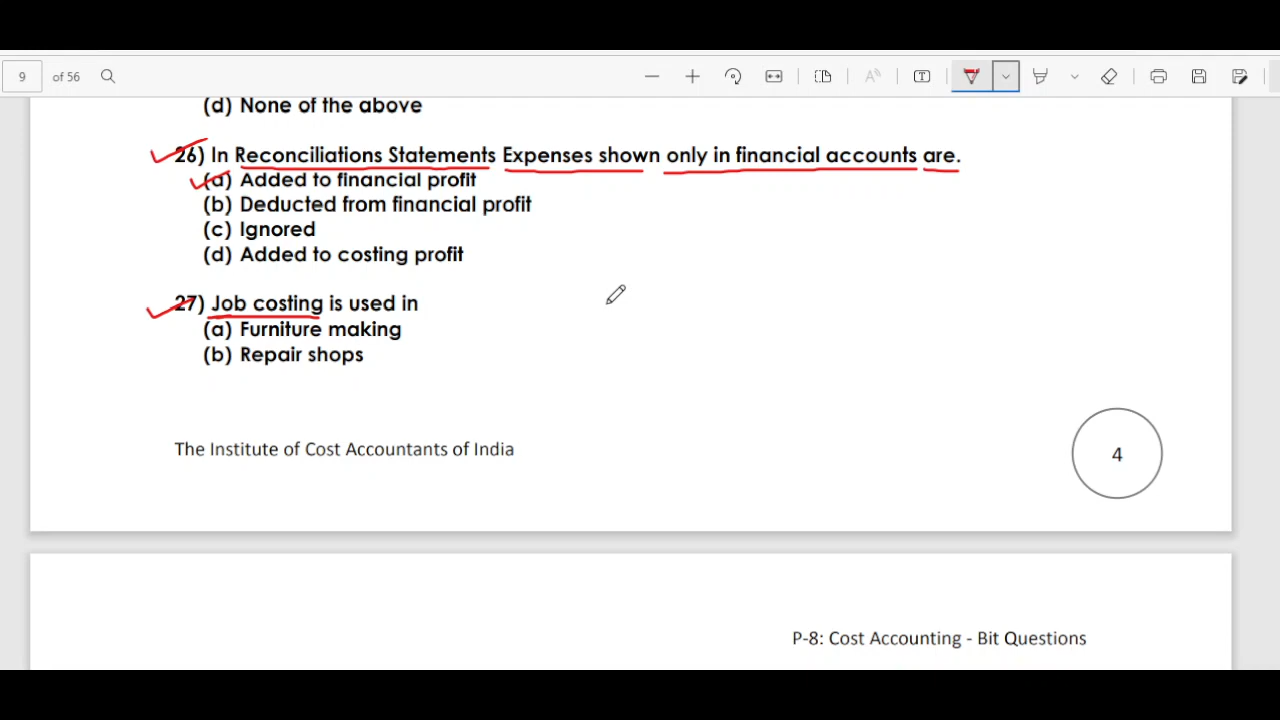 9 of 56
(d) None of the above
26) In Reconciliations Statements Expenses shown only in financial accounts are.
(a) Added to financial profit
(b) Deducted from financial profit
(c) Ignored
(d) Added to costing profit
27) Job costing is used in
(a) Furniture making
(b) Repair shops
The Institute of Cost Accountants of India
4
P-8: Cost Accounting - Bit Questions